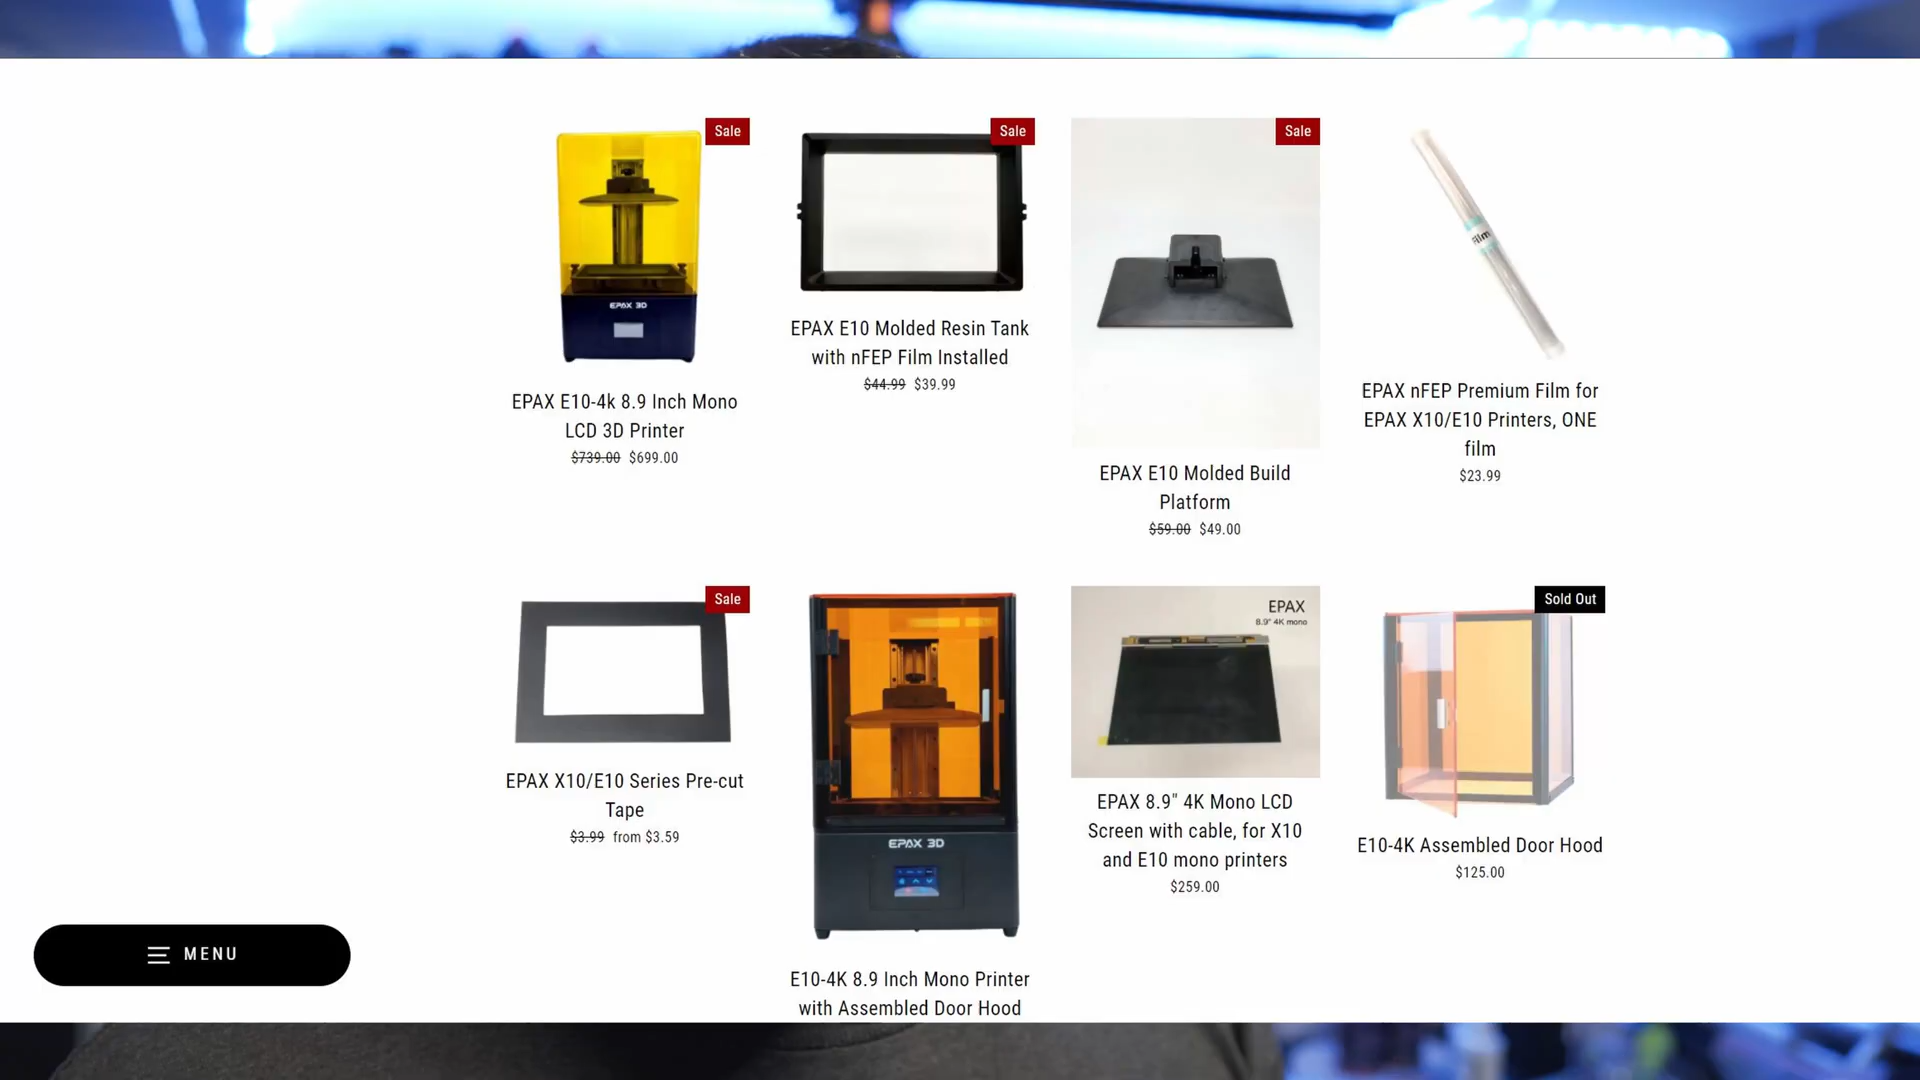 Sale
EPAX 3D
EPAX E10-4k 8.9 Inch Mono
LCD 3D Printer
$739.00 $699.00
Sale
EPAX E10 Molded Resin Tank
with nFEP Film Installed
$44.99 $39.99
Sale
EPAX E10 Molded Build
Platform
$59.00 $49.00
Film
EPAX nFEP Premium Film for
EPAX X10/E10 Printers, ONE
film
$23.99
Sale
EPAX X10/E10 Series Pre-cut
Tape
$3.99 from $3.59
EPAX 3D
E10-4K 8.9 Inch Mono Printer
with Assembled Door Hood
EPAX
8.9" 4K mono
EPAX 8.9" 4K Mono LCD
Screen with cable, for X10
and E10 mono printers
$259.00
Sold Out
E10-4K Assembled Door Hood
$125.00
MENU